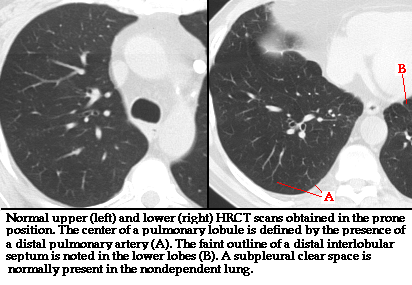 B
A
Normal upper (left) and lower (right) HRCT scans obtained in the prone
position. The center of a pulmonary lobule is defined by the presence of
a distal pulmonary artery (A). The faint outline of a distal interlobular
septum is noted in the lower lobes (B). A subpleural clear space is
normally present in the nondependent lung.